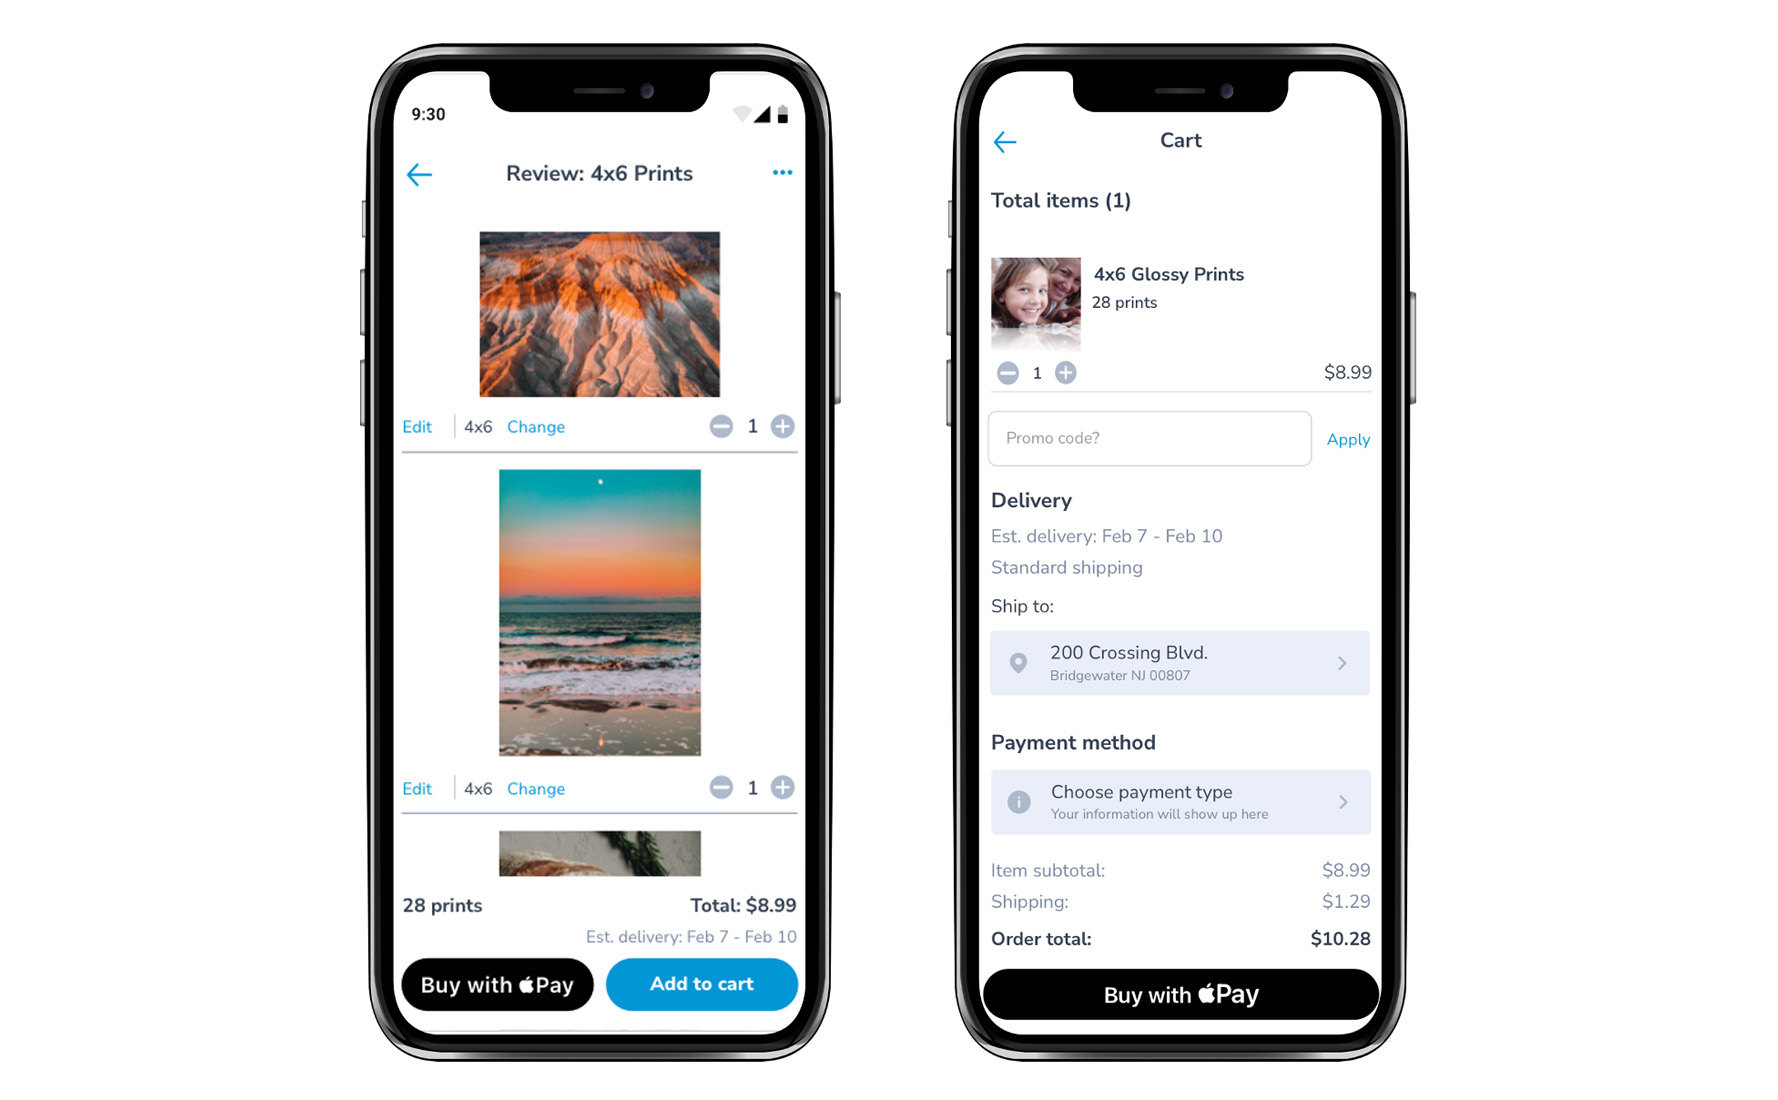 9:30
Review: 4x6 Prints
Edit 4x6 Change 1
Edit 4x6 Change 1
28 prints Total: $8.99
Est. delivery: Feb 7 - Feb 10
Buy with Pay Add to cart
Cart
Total items (1)
4x6 Glossy Prints
28 prints
1 $8.99
Promo code? Apply
Delivery
Est. delivery: Feb 7 - Feb 10
Standard shipping
Ship to:
200 Crossing Blvd.
Bridgewater NJ 00807
Payment method
Choose payment type
Your information will show up here
Item subtotal: $8.99
Shipping: $1.29
Order total: $10.28
Buy with Pay